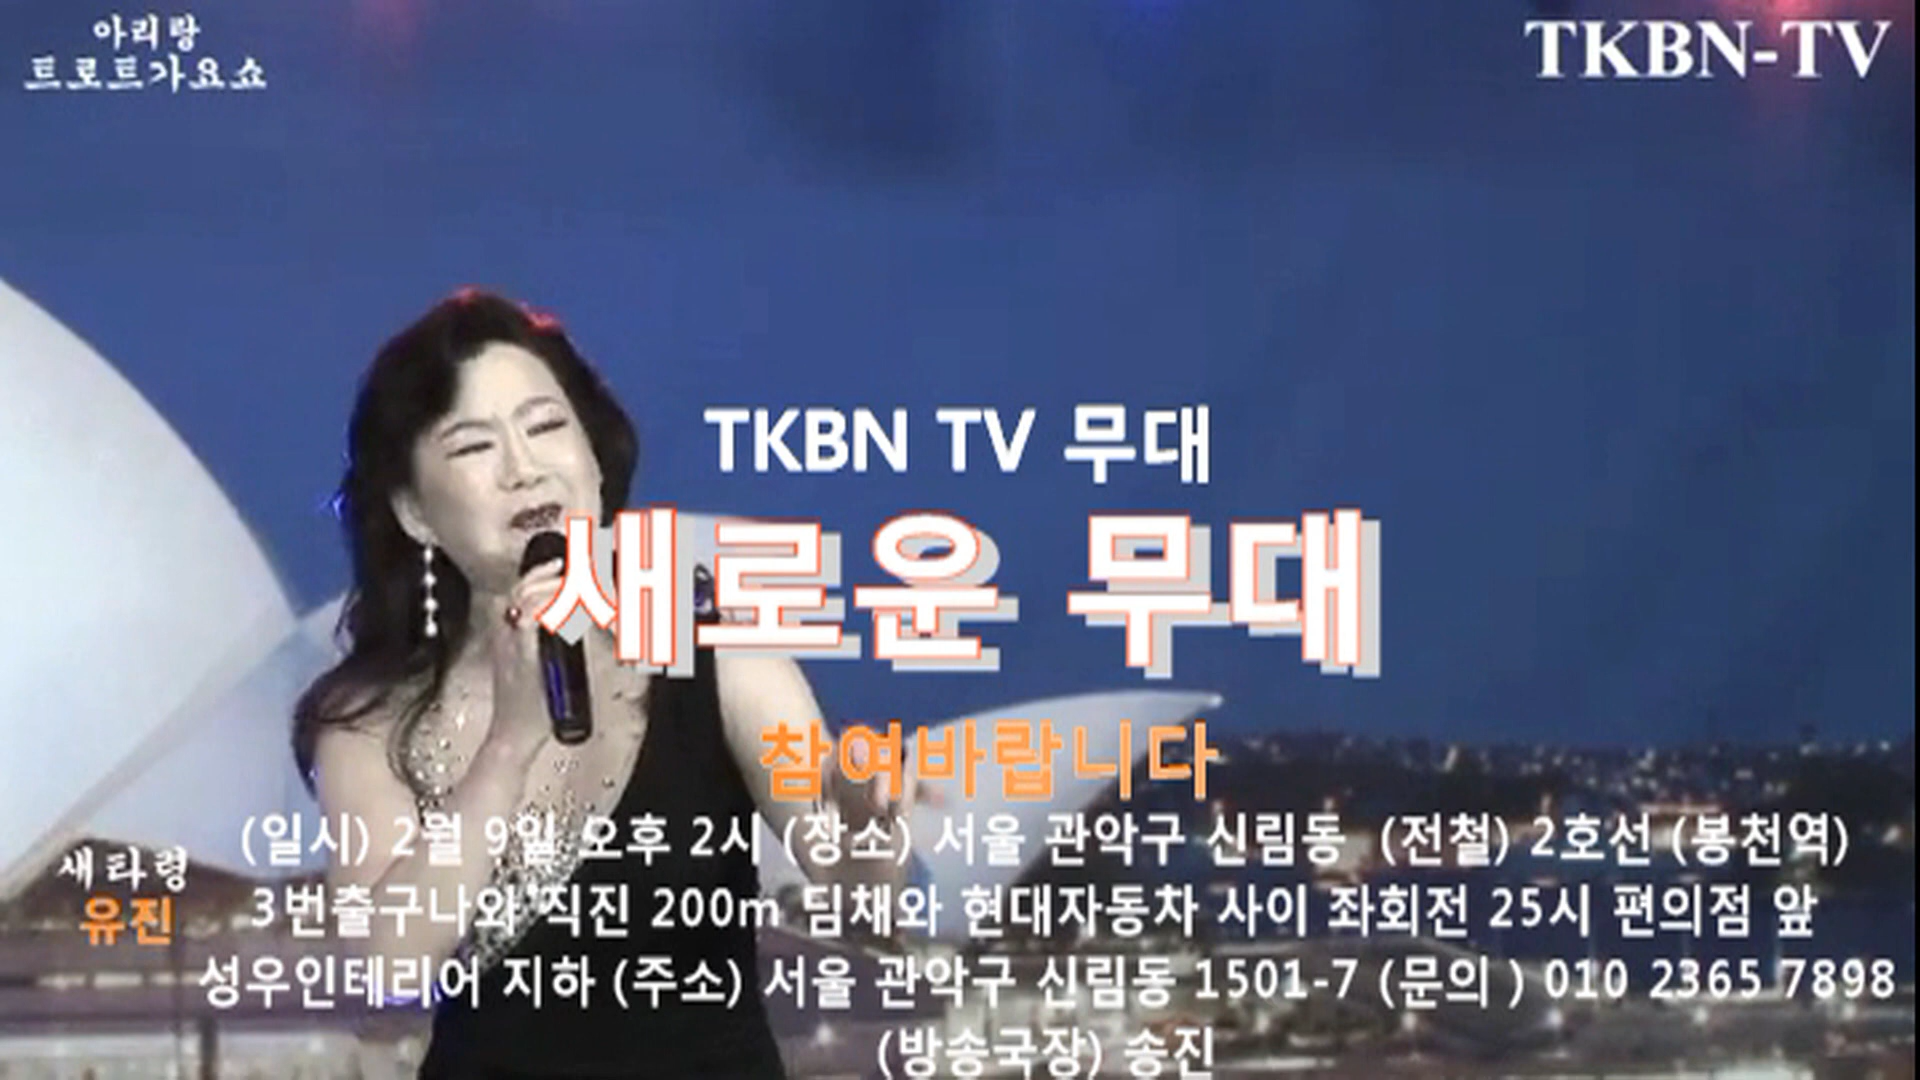 아리랑
트로트가요쇼
TKBN-TV
TKBN TV 무대
새로운 무대
참여바랍니다
(일시) 2월 9일 오후 2시 (장소) 서울 관악구 신림동 (전철) 2호선 (봉천역)
3번출구나와 직진 200m 딤채와 현대자동차 사이 좌회전 25시 편의점 앞
성우인테리어 지하 (주소) 서울 관악구 신림동 1501-7 (문의 ) 010 2365 7898
(방송국장) 송진
새타령
유진